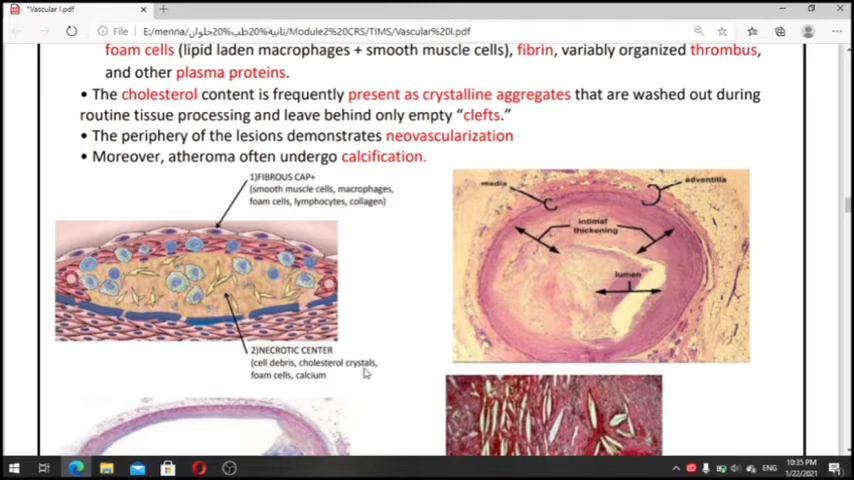 *Vascular I.pdf
File
E:/menna/ثانية%20طب%20حلوان/Module2%20CRS/TIMS/Vascular%20I.pdf
foam cells (lipid laden macrophages + smooth muscle cells), fibrin, variably organized thrombus,
and other plasma proteins.
• The cholesterol content is frequently present as crystalline aggregates that are washed out during
routine tissue processing and leave behind only empty "clefts."
• The periphery of the lesions demonstrates neovascularization
• Moreover, atheroma often undergo calcification.
1)FIBROUS CAP+
(smooth muscle cells, macrophages,
foam cells, lymphocytes, collagen)
media
adventitia
intimal
thickening
lumen
2)NECROTIC CENTER
(cell debris, cholesterol crystals,
foam cells, calcium
ENG
10:35 PM
1/22/2021